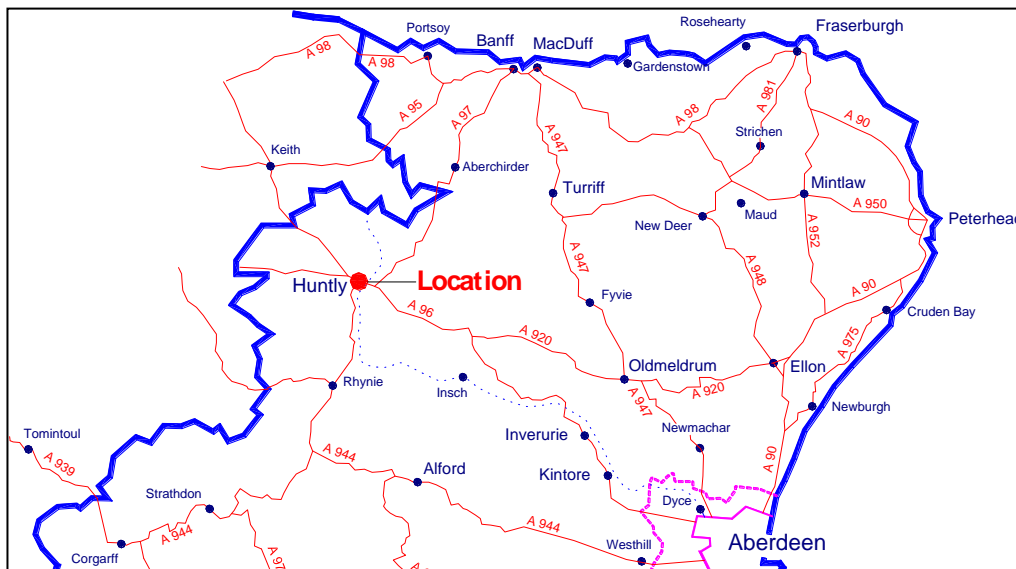 Rosehearty
Fraserburgh
Portsoy
Banff
MacDuff
A 98
A 98
Gardenstown
A 981
A 95
A 97
A 98
A 90
A 947
Strichen
Keith
Aberchirder
Turriff
Mintlaw
Maud
A 950
New Deer
Peterhead
A 952
A 947
A 948
Huntly
Location
A 90
Fyvie
Cruden Bay
A 96
A 920
A 975
Oldmeldrum
Ellon
Rhynie
Insch
A 920
A 947
Newburgh
Tomintoul
Inverurie
Newmachar
A 939
A 944
A 90
Alford
Kintore
Strathdon
Dyce
A 944
A 944
Aberdeen
Westhill
Corgarff
A 97